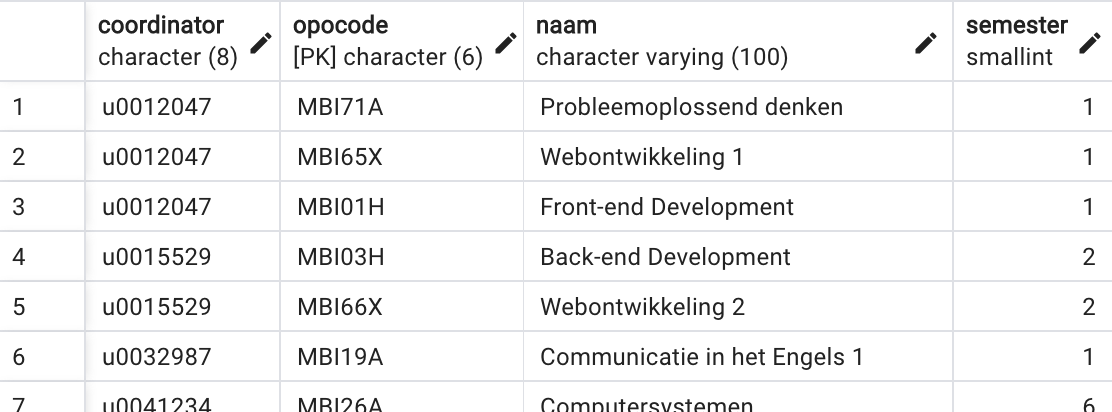 coordinator opocode naam semester
character (8) [PK] character (6) character varying (100) smallint
1 u0012047 MBI71A Probleemoplossend denken 1
2 u0012047 MBI65X Webontwikkeling 1 1
3 u0012047 MBI01H Front-end Development 1
4 u0015529 MBI03H Back-end Development 2
5 u0015529 MBI66X Webontwikkeling 2 2
6 u0032987 MBI19A Communicatie in het Engels 1 1
7 u0041234 MBI26A Computersystemen 6